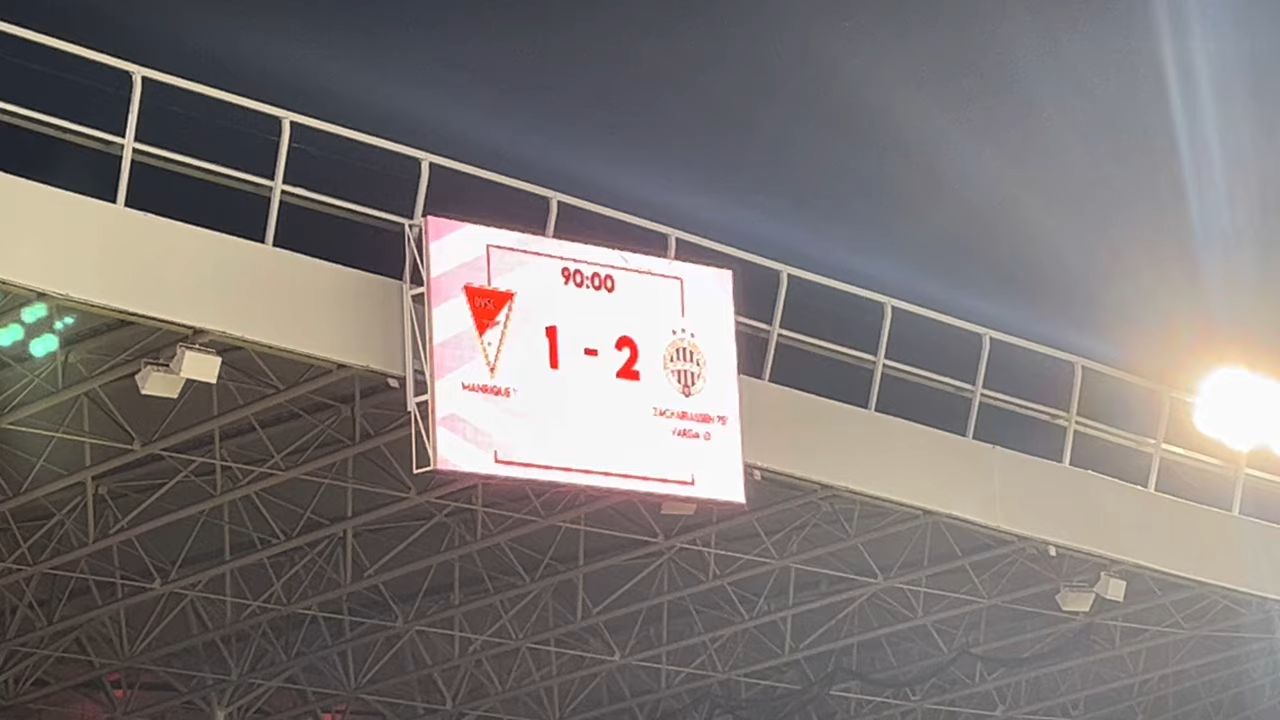 90:00
DVSC
1 - 2
MANRIQUE
ZACHARIASSEN 75'
VARGA